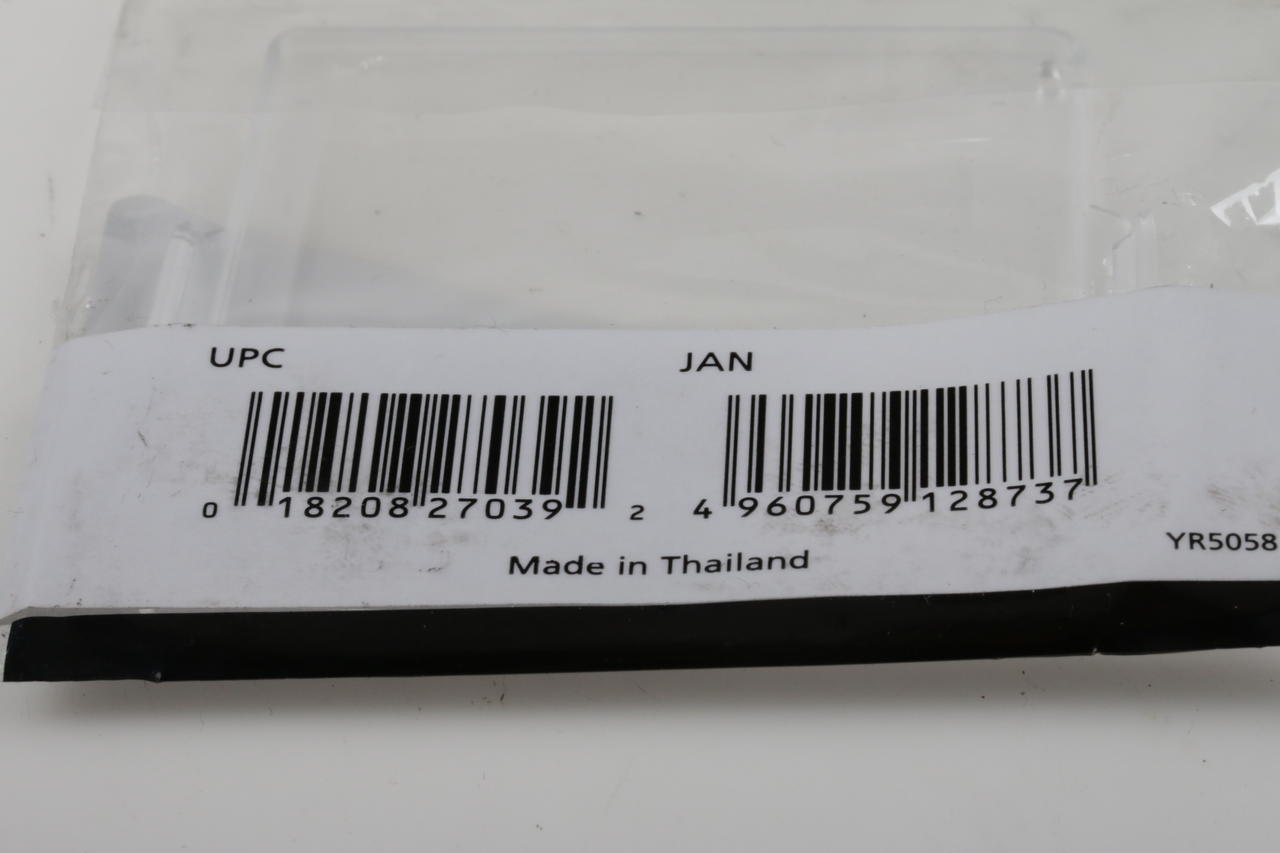 UPC
JAN
0 18208 27039 2
4 960759 128737
Made in Thailand
YR5058